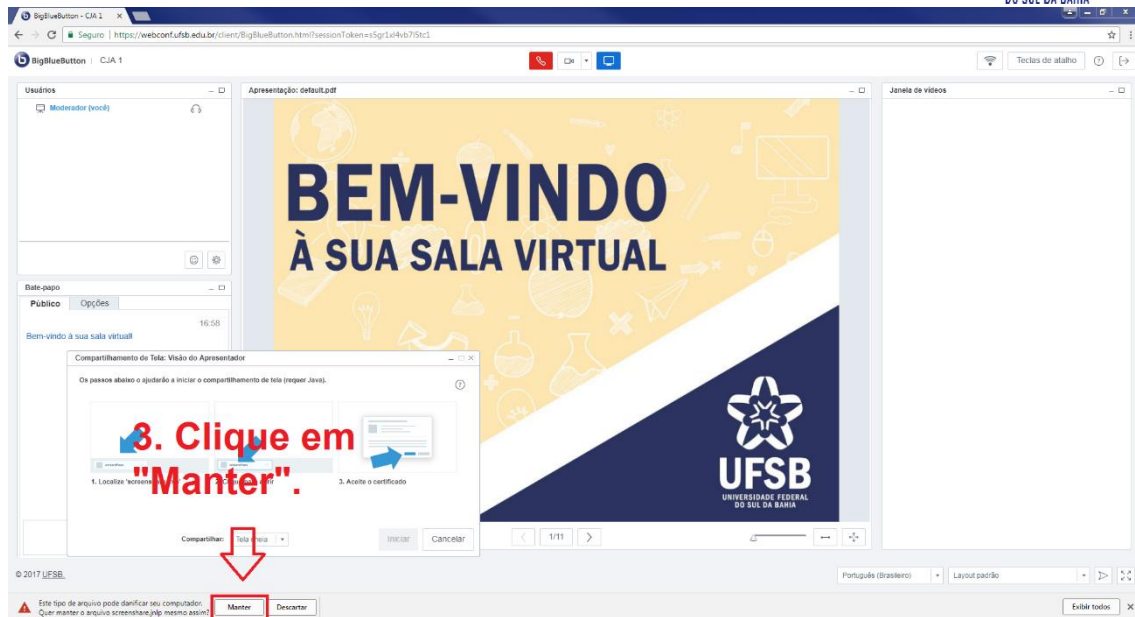 DO SUL DA BAHIA
BigBlueButton - CJA 1
Seguro | https://webconf.ufsb.edu.br/client/BigBlueButton.html?sessionToken=s5gr1xl4vb7l5tc1
BigBlueButton | CJA 1
Teclas de atalho
Usuários
Apresentação: default.pdf
Janela de vídeos
Moderador (você)
BEM-VINDO
À SUA SALA VIRTUAL
Bate-papo
Público Opções
16:58
Bem-vindo à sua sala virtual!
Compartilhamento de Tela: Visão do Apresentador
Os passos abaixo o ajudarão a iniciar o compartilhamento de tela (requer Java).
3. Clique em
"Manter".
1. Localize
3. Aceite o certificado
UFSB
UNIVERSIDADE FEDERAL
DO SUL DA BAHIA
Compartilhar: Tela cheia
Iniciar Cancelar
1/11
© 2017 UFSB.
Português (Brasileiro)
Layout padrão
Este tipo de arquivo pode danificar seu computador.
Quer manter o arquivo screenshare.jnlp mesmo assim?
Manter Descartar
Exibir todos